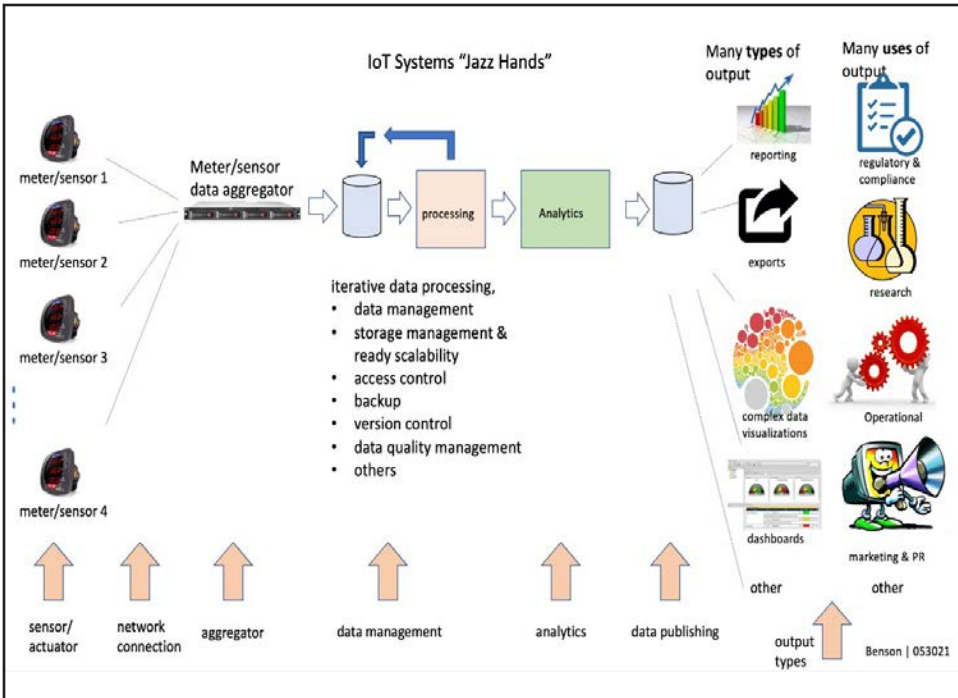 IoT Systems “Jazz Hands”
Many types of
output
Many uses of
output
meter/sensor 1
meter/sensor 2
meter/sensor 3
meter/sensor 4
Meter/sensor
data aggregator
processing
Analytics
iterative data processing,
• data management
• storage management &
ready scalability
• access control
• backup
• version control
• data quality management
• others
reporting
exports
complex data
visualizations
dashboards
other
regulatory &
compliance
research
Operational
marketing & PR
other
sensor/
actuator
network
connection
aggregator
data management
analytics
data publishing
output
types
Benson | 053021